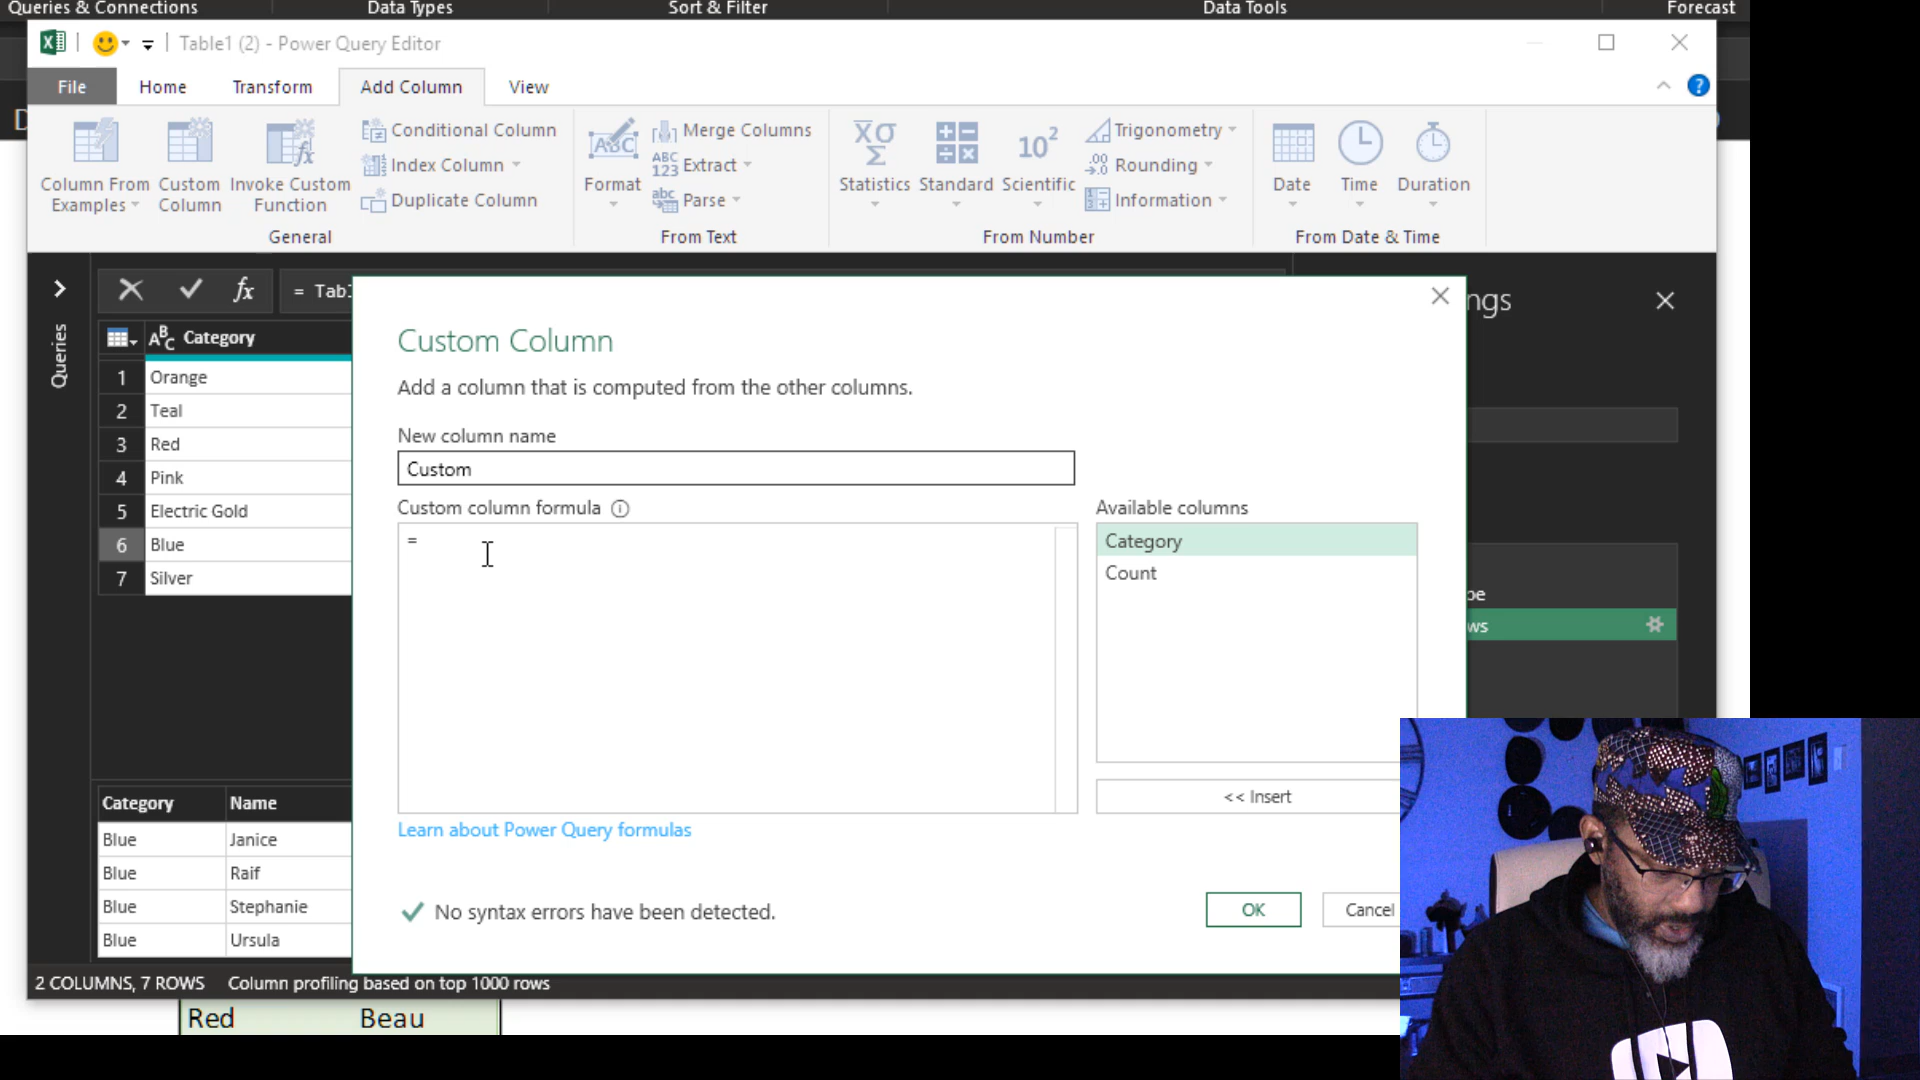 Queries & Connections
Data Types
Sort & Filter
Data Tools
Forecast
Table1 (2) - Power Query Editor
File
Home
Transform
Add Column
View
Column From Examples
Custom Column
Invoke Custom Function
Conditional Column
Index Column
Duplicate Column
General
Format
Merge Columns
Extract
Parse
From Text
Statistics
Standard
Scientific
Trigonometry
Rounding
Information
From Number
Date
Time
Duration
From Date & Time
Queries
fx
= Tabl
ngs
Category
1 Orange
2 Teal
3 Red
4 Pink
5 Electric Gold
6 Blue
7 Silver
Custom Column
Add a column that is computed from the other columns.
New column name
Custom
Custom column formula
=
Available columns
Category
Count
<< Insert
Learn about Power Query formulas
No syntax errors have been detected.
OK
Cancel
pe
ws
Category Name
Blue Janice
Blue Raif
Blue Stephanie
Blue Ursula
2 COLUMNS, 7 ROWS Column profiling based on top 1000 rows
Red Beau